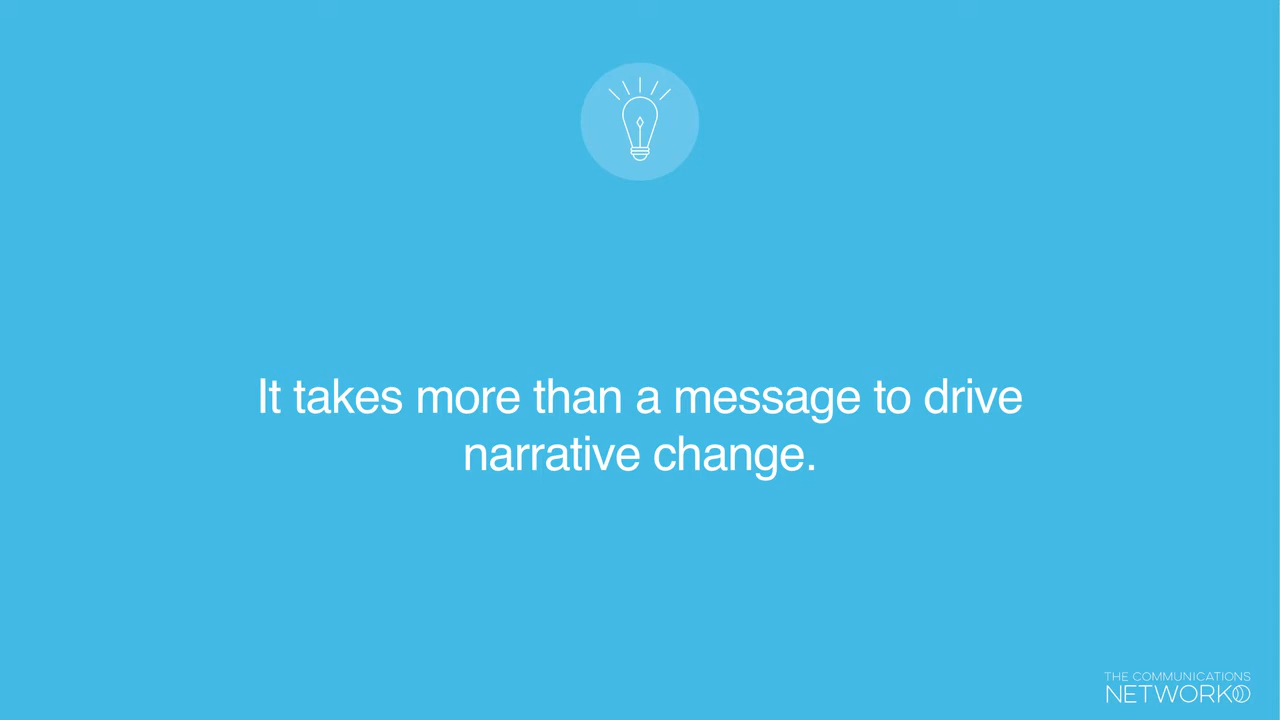 It takes more than a message to drive
narrative change.
THE COMMUNICATIONS
NETWORK